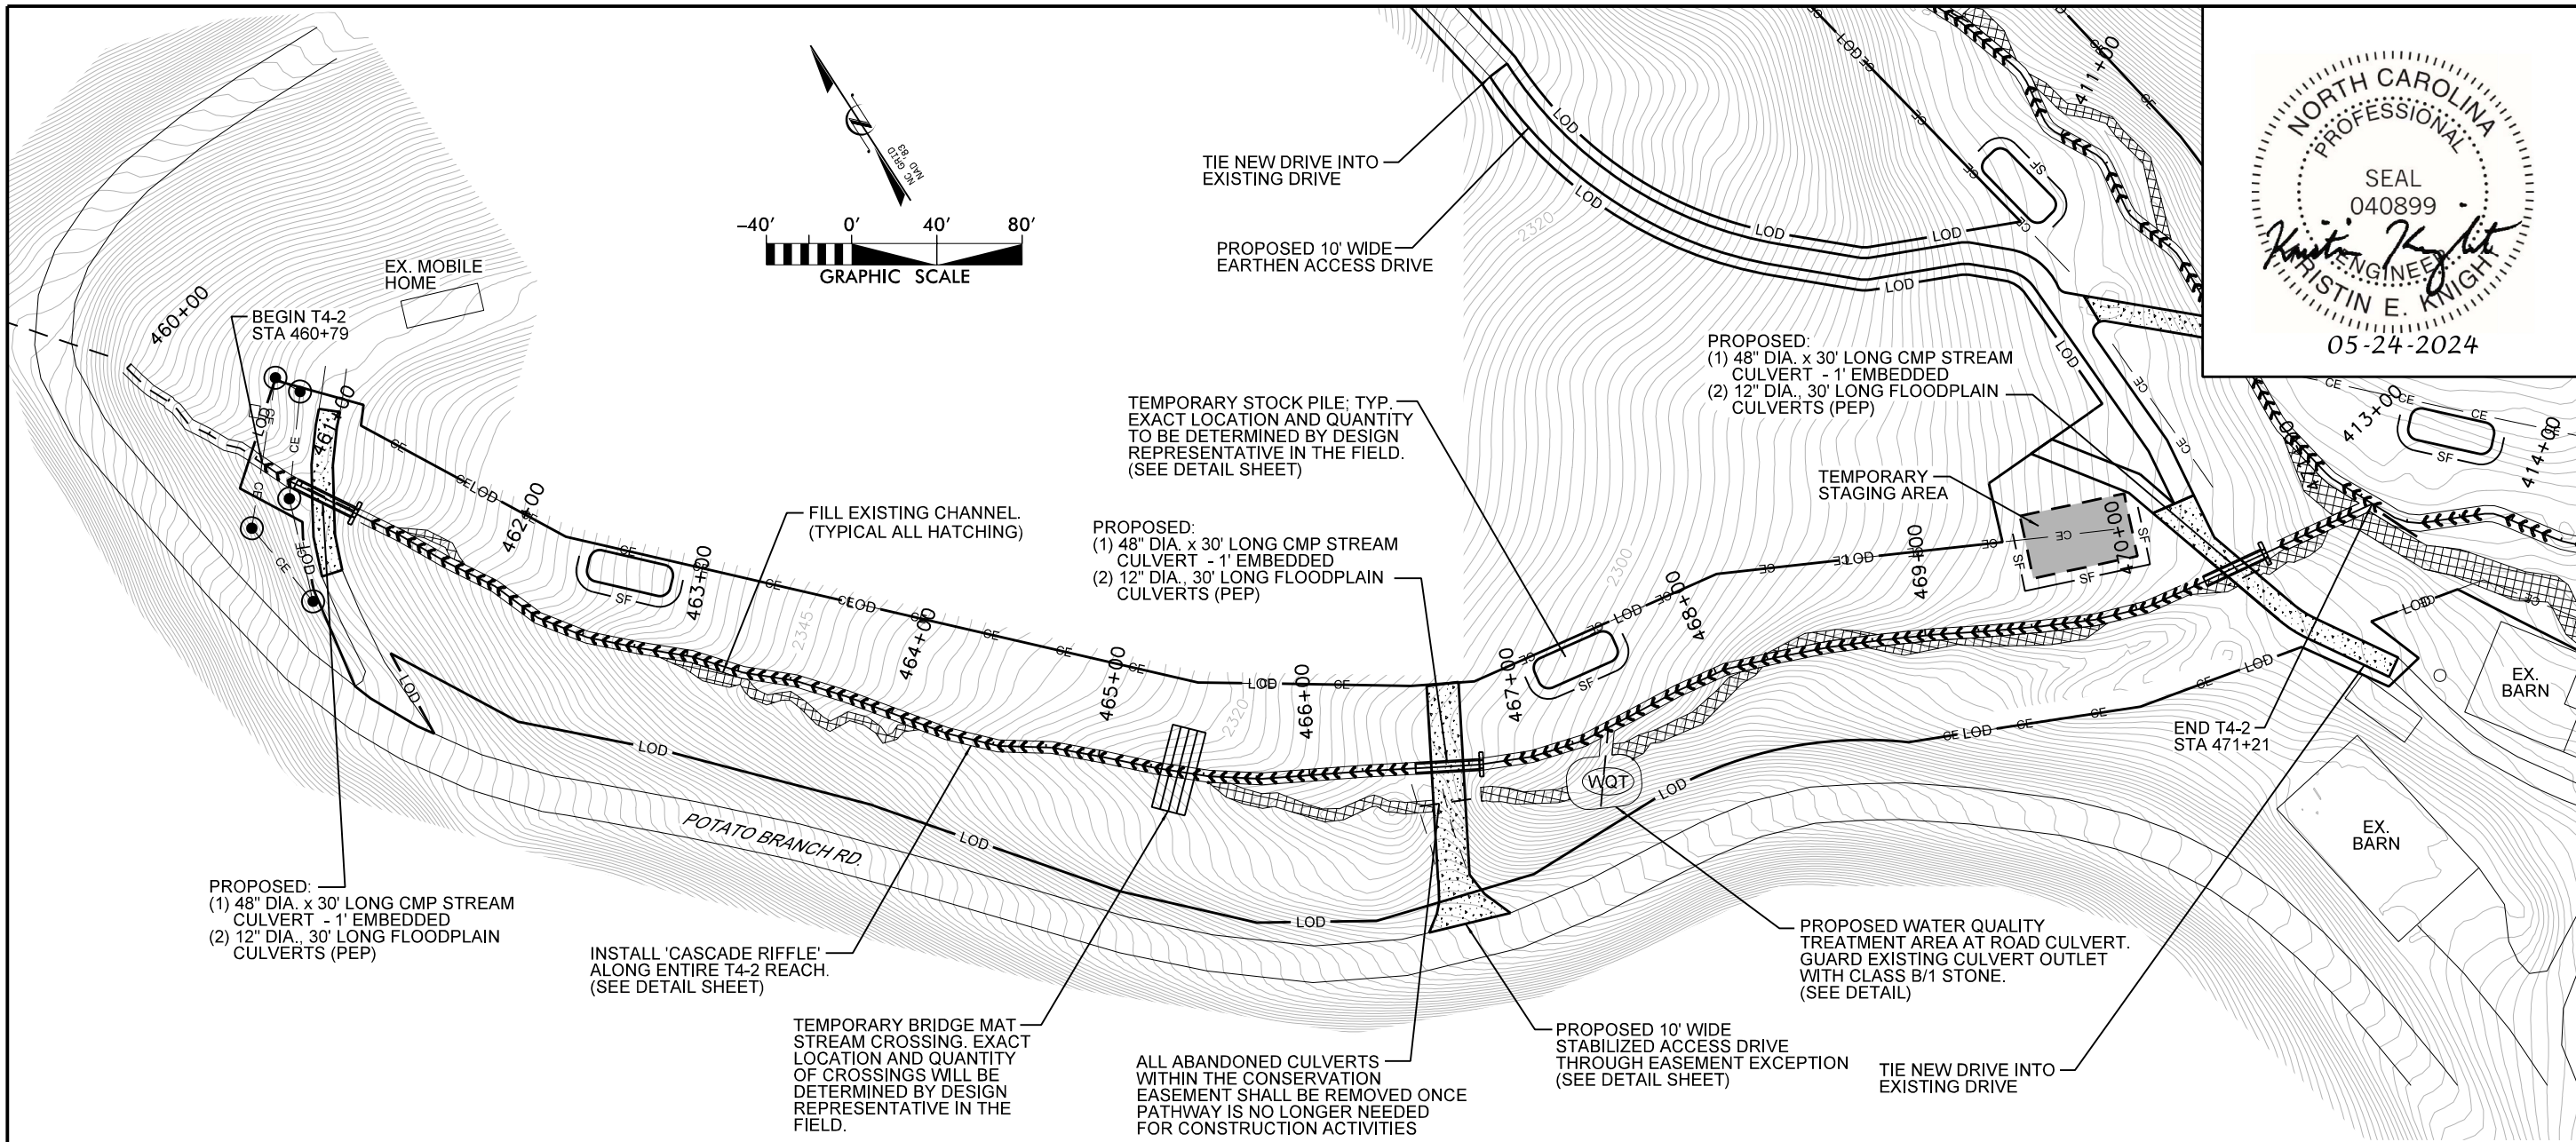 NORTH CAROLINA
PROFESSIONAL
SEAL
040899
ENGINEER
KRISTIN E. KNIGHT
05-24-2024
NC GRID
NAD 83
-40' 0' 40' 80'
GRAPHIC SCALE
EX. MOBILE
HOME
BEGIN T4-2
STA 460+79
TIE NEW DRIVE INTO
EXISTING DRIVE
PROPOSED 10' WIDE
EARTHEN ACCESS DRIVE
TEMPORARY STOCK PILE; TYP.
EXACT LOCATION AND QUANTITY
TO BE DETERMINED BY DESIGN
REPRESENTATIVE IN THE FIELD.
(SEE DETAIL SHEET)
PROPOSED:
(1) 48" DIA. x 30' LONG CMP STREAM
CULVERT - 1' EMBEDDED
(2) 12" DIA., 30' LONG FLOODPLAIN
CULVERTS (PEP)
TEMPORARY
STAGING AREA
FILL EXISTING CHANNEL.
(TYPICAL ALL HATCHING)
PROPOSED:
(1) 48" DIA. x 30' LONG CMP STREAM
CULVERT - 1' EMBEDDED
(2) 12" DIA., 30' LONG FLOODPLAIN
CULVERTS (PEP)
460+00
461+00
462+00
463+00
464+00
465+00
466+00
467+00
468+00
469+00
470+00
411+00
413+00
414+00
2320
2345
2320
2300
LOD
CE
SF
WQT
POTATO BRANCH RD.
EX.
BARN
EX.
BARN
END T4-2
STA 471+21
PROPOSED:
(1) 48" DIA. x 30' LONG CMP STREAM
CULVERT - 1' EMBEDDED
(2) 12" DIA., 30' LONG FLOODPLAIN
CULVERTS (PEP)
INSTALL 'CASCADE RIFFLE'
ALONG ENTIRE T4-2 REACH.
(SEE DETAIL SHEET)
TEMPORARY BRIDGE MAT
STREAM CROSSING. EXACT
LOCATION AND QUANTITY
OF CROSSINGS WILL BE
DETERMINED BY DESIGN
REPRESENTATIVE IN THE
FIELD.
ALL ABANDONED CULVERTS
WITHIN THE CONSERVATION
EASEMENT SHALL BE REMOVED ONCE
PATHWAY IS NO LONGER NEEDED
FOR CONSTRUCTION ACTIVITIES
PROPOSED 10' WIDE
STABILIZED ACCESS DRIVE
THROUGH EASEMENT EXCEPTION
(SEE DETAIL SHEET)
PROPOSED WATER QUALITY
TREATMENT AREA AT ROAD CULVERT.
GUARD EXISTING CULVERT OUTLET
WITH CLASS B/1 STONE.
(SEE DETAIL)
TIE NEW DRIVE INTO
EXISTING DRIVE